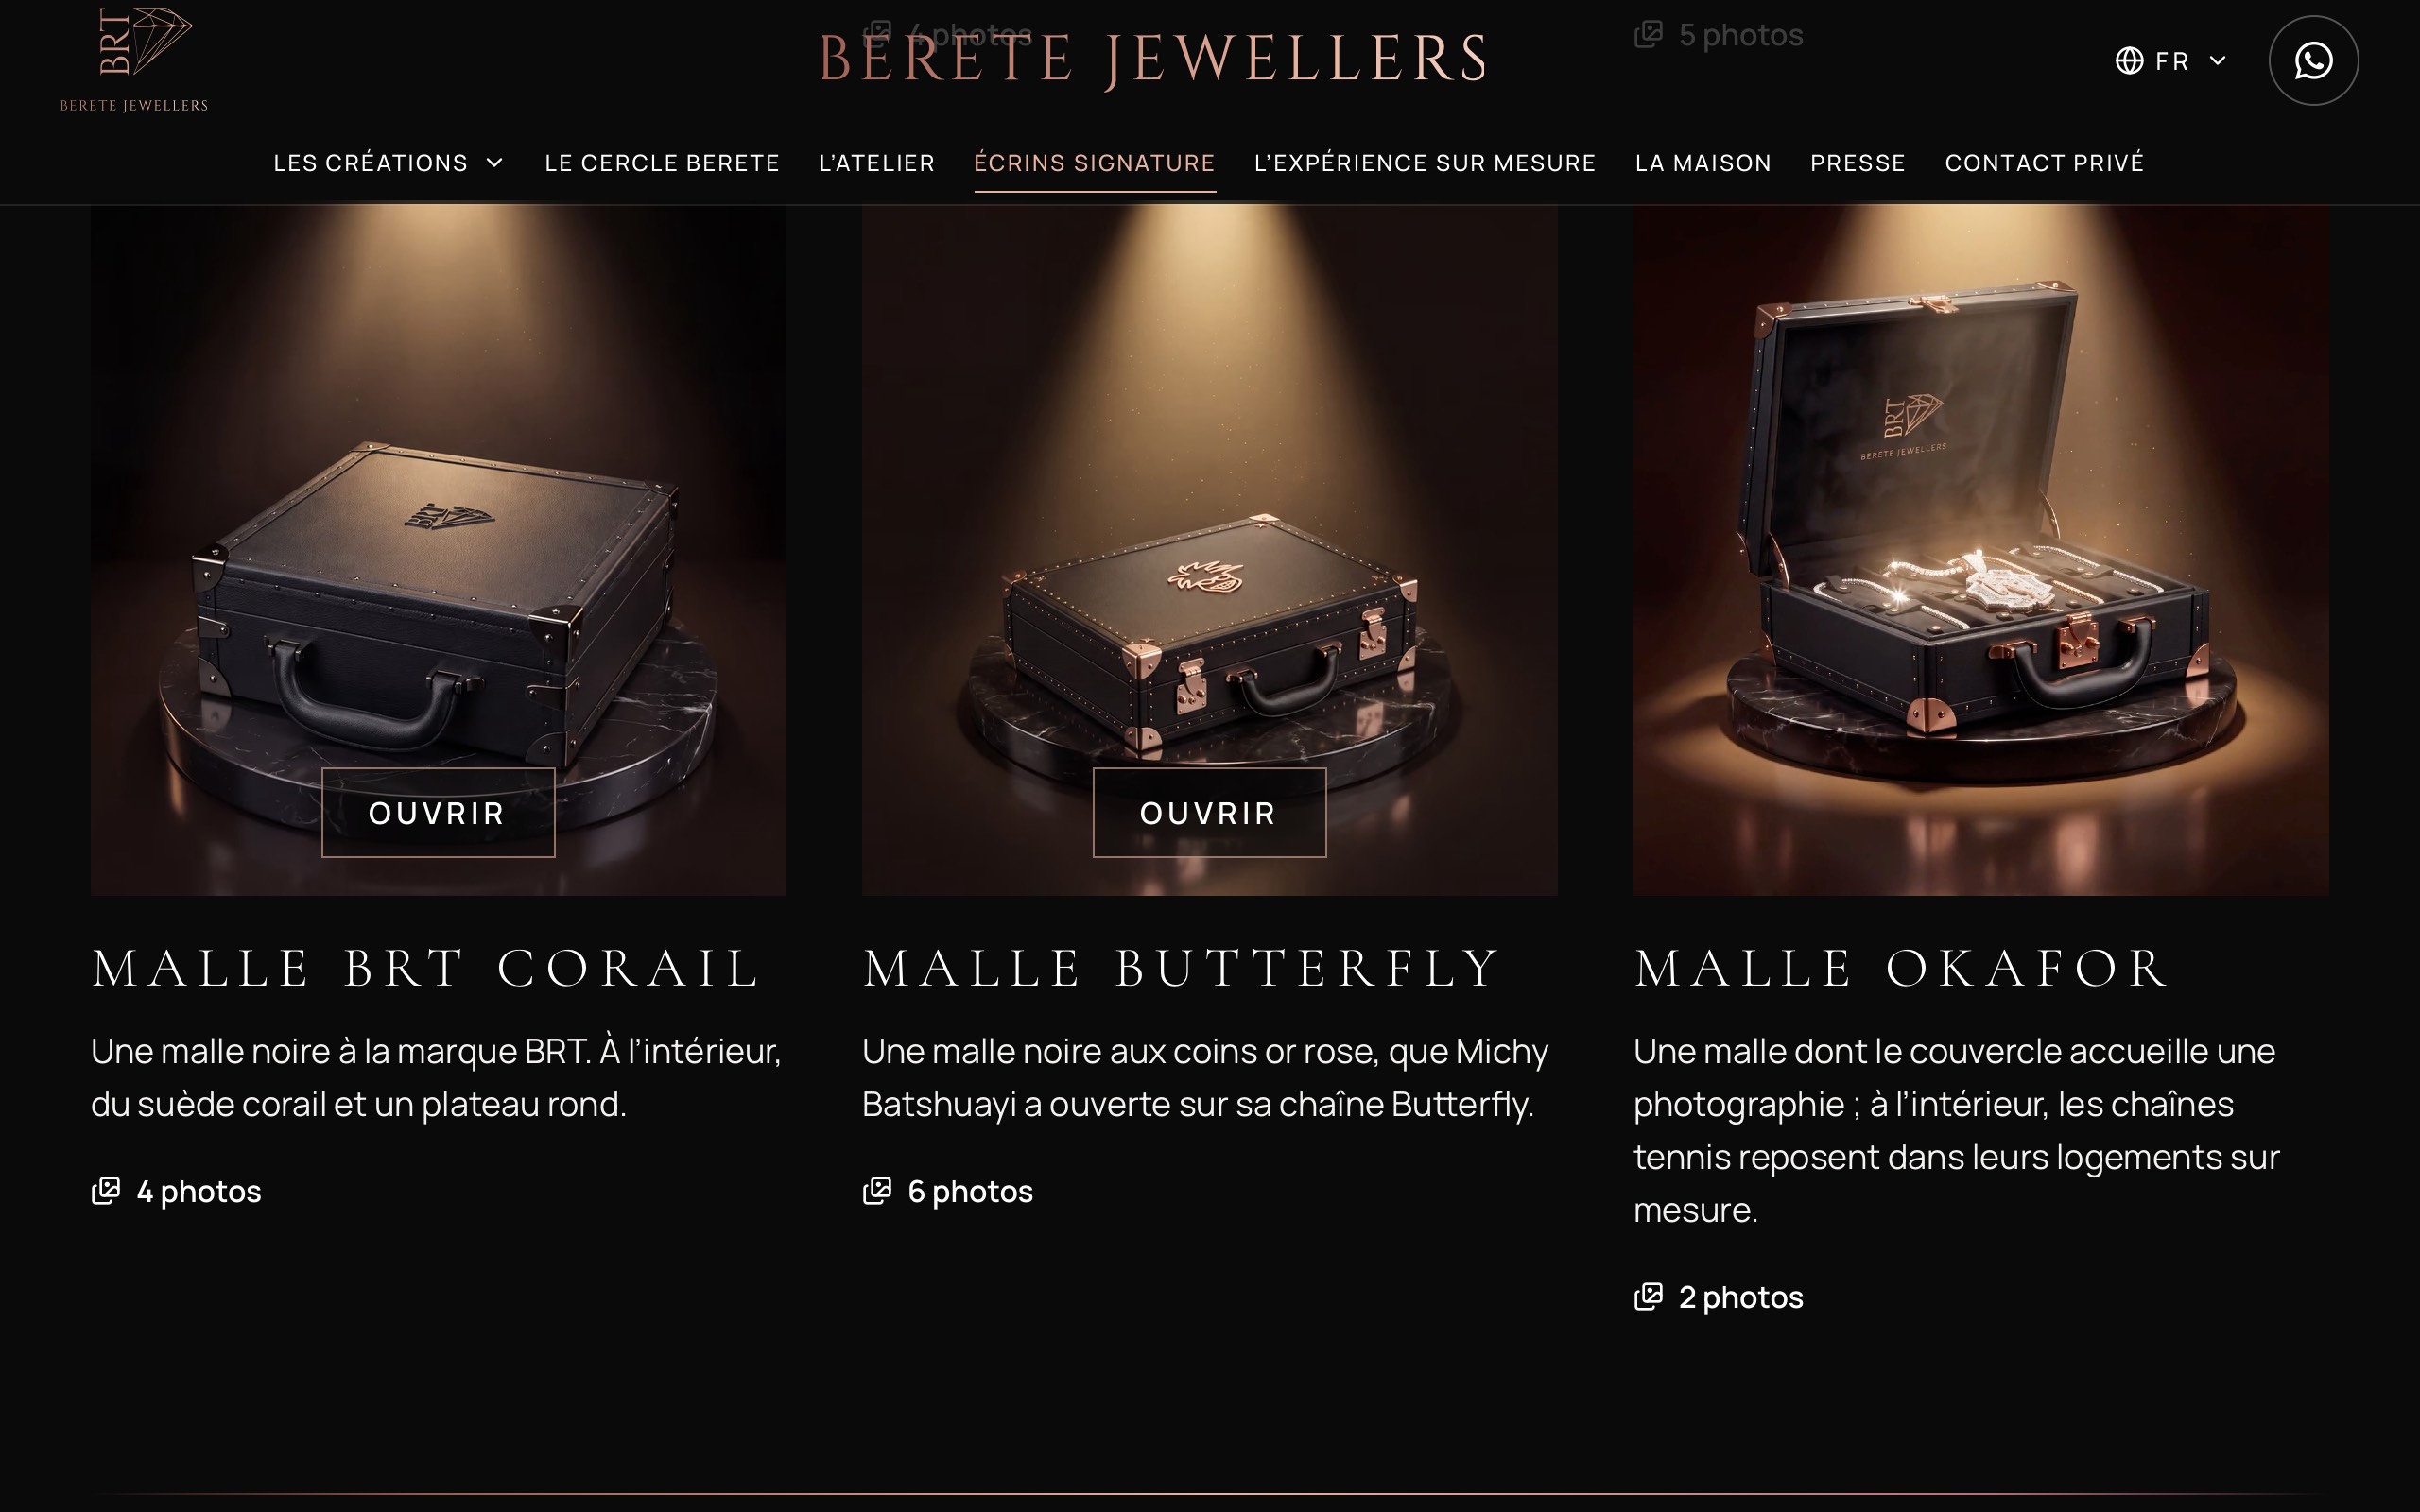 BRT
BERETE JEWELLERS
4 photos
BERETE JEWELLERS
5 photos
FR
LES CRÉATIONS
LE CERCLE BERETE
L’ATELIER
ÉCRINS SIGNATURE
L’EXPÉRIENCE SUR MESURE
LA MAISON
PRESSE
CONTACT PRIVÉ
BRT
BRT
BERETE JEWELLERS
OUVRIR
OUVRIR
MALLE BRT CORAIL
Une malle noire à la marque BRT. À l’intérieur,
du suède corail et un plateau rond.
4 photos
MALLE BUTTERFLY
Une malle noire aux coins or rose, que Michy
Batshuayi a ouverte sur sa chaîne Butterfly.
6 photos
MALLE OKAFOR
Une malle dont le couvercle accueille une
photographie ; à l’intérieur, les chaînes
tennis reposent dans leurs logements sur
mesure.
2 photos